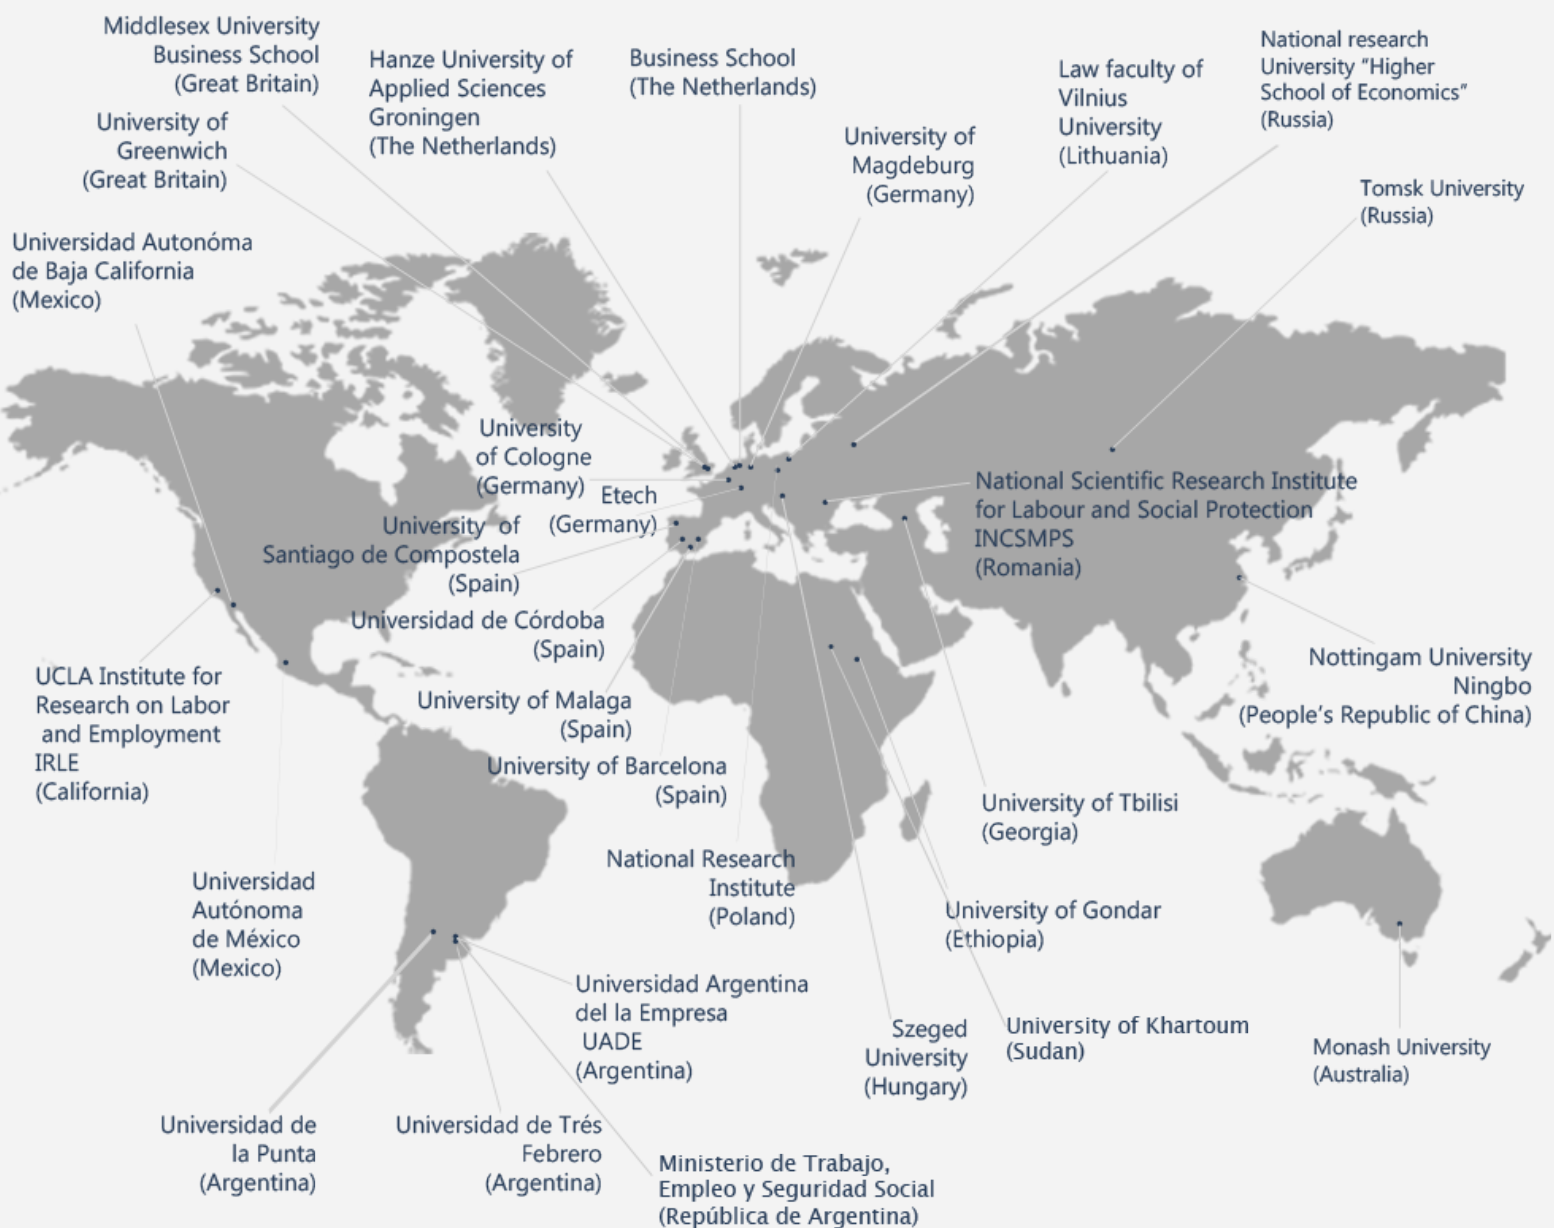 Middlesex University
Business School
(Great Britain)
Hanze University of
Applied Sciences
Groningen
(The Netherlands)
Business School
(The Netherlands)
University of
Magdeburg
(Germany)
Law faculty of
Vilnius
University
(Lithuania)
National research
University “Higher
School of Economics”
(Russia)
University of
Greenwich
(Great Britain)
Tomsk University
(Russia)
Universidad Autonóma
de Baja California
(Mexico)
University
of Cologne
(Germany)
Etech
(Germany)
University of
Santiago de Compostela
(Spain)
National Scientific Research Institute
for Labour and Social Protection
INCSMPS
(Romania)
Universidad de Córdoba
(Spain)
UCLA Institute for
Research on Labor
and Employment
IRLE
(California)
University of Malaga
(Spain)
Nottingam University
Ningbo
(People’s Republic of China)
University of Barcelona
(Spain)
University of Tbilisi
(Georgia)
National Research
Institute
(Poland)
Universidad
Autónoma
de México
(Mexico)
University of Gondar
(Ethiopia)
Universidad Argentina
del la Empresa
UADE
(Argentina)
Szeged
University
(Hungary)
University of Khartoum
(Sudan)
Monash University
(Australia)
Universidad de
la Punta
(Argentina)
Universidad de Trés
Febrero
(Argentina)
Ministerio de Trabajo,
Empleo y Seguridad Social
(República de Argentina)